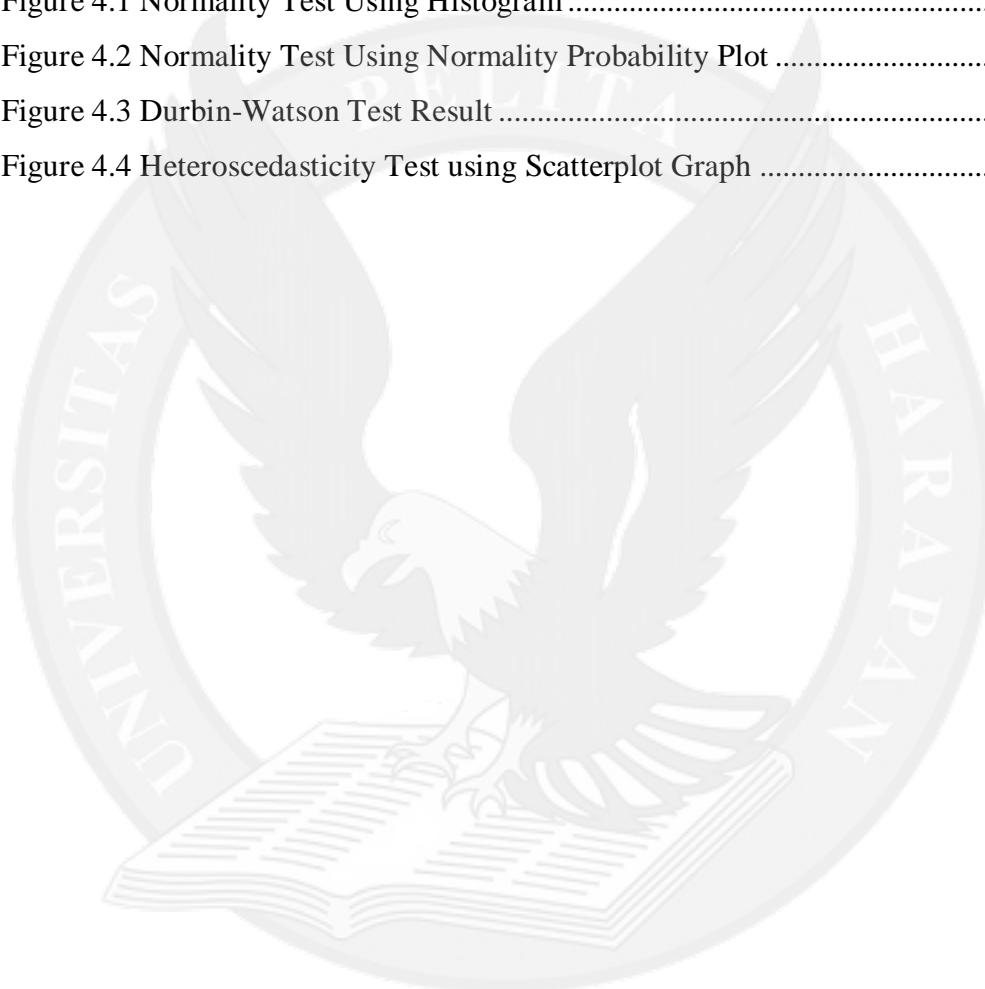 Figure 4.1 Normality Test Using Histogram ..........................................................
Figure 4.2 Normality Test Using Normality Probability Plot ............................
Figure 4.3 Durbin-Watson Test Result .................................................................
Figure 4.4 Heteroscedasticity Test using Scatterplot Graph ..............................
UNIVERSITAS PELITA HARAPAN